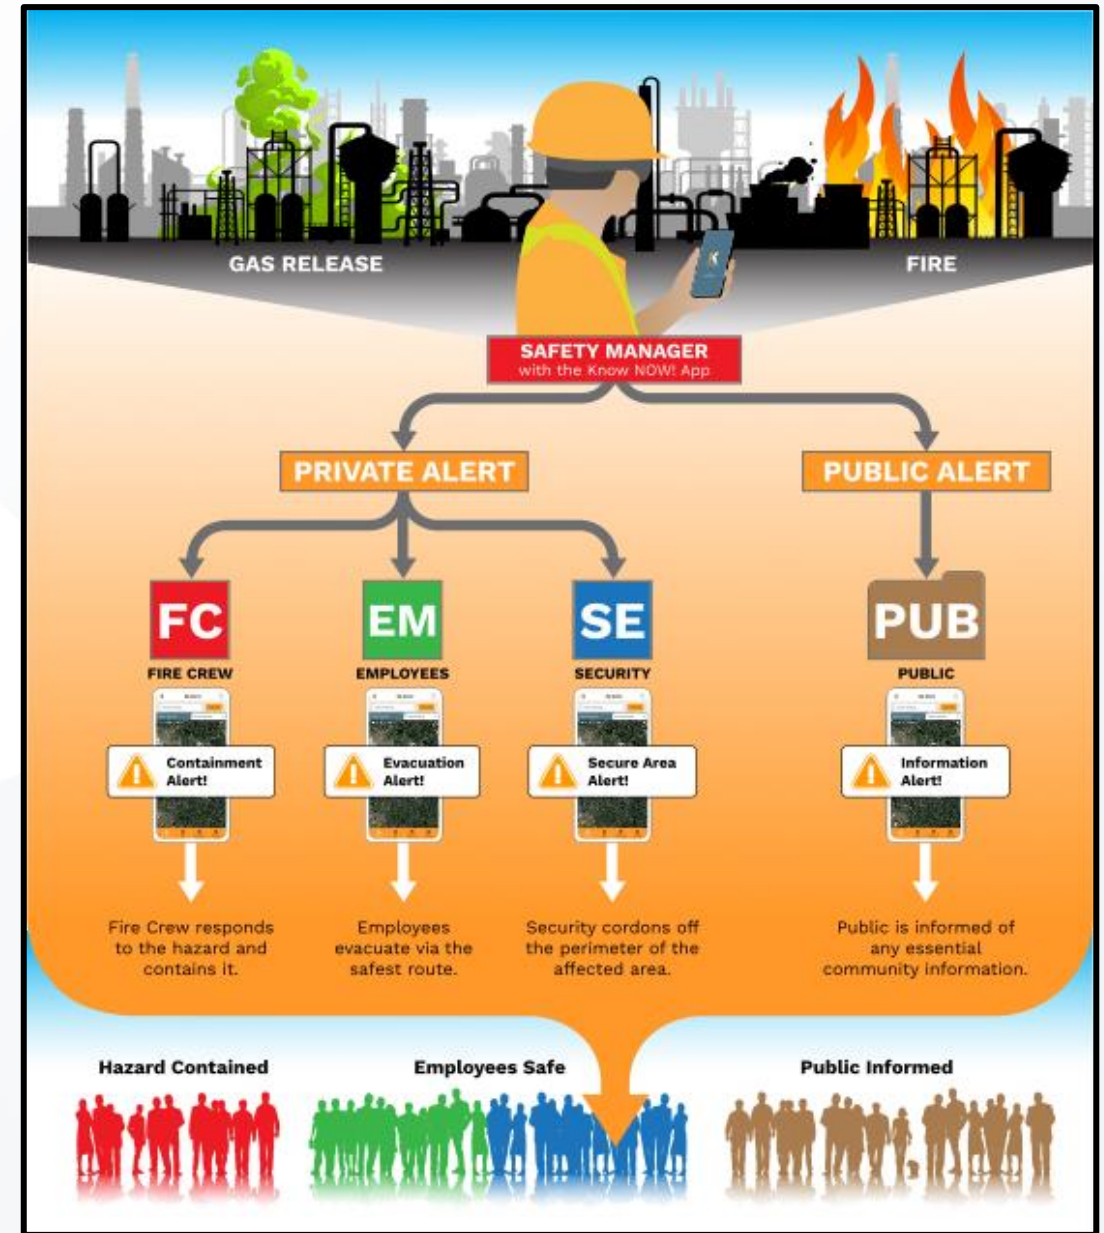 GAS RELEASE
FIRE
K
SAFETY MANAGER
with the Know NOW! App
PRIVATE ALERT
PUBLIC ALERT
FC
EM
SE
PUB
FIRE CREW
EMPLOYEES
SECURITY
PUBLIC
Containment
Alert!
Evacuation
Alert!
Secure Area
Alert!
Information
Alert!
Fire Crew responds
to the hazard and
contains it.
Employees
evacuate via the
safest route.
Security cordons off
the perimeter of the
affected area.
Public is informed of
any essential
community information.
Hazard Contained
Employees Safe
Public Informed